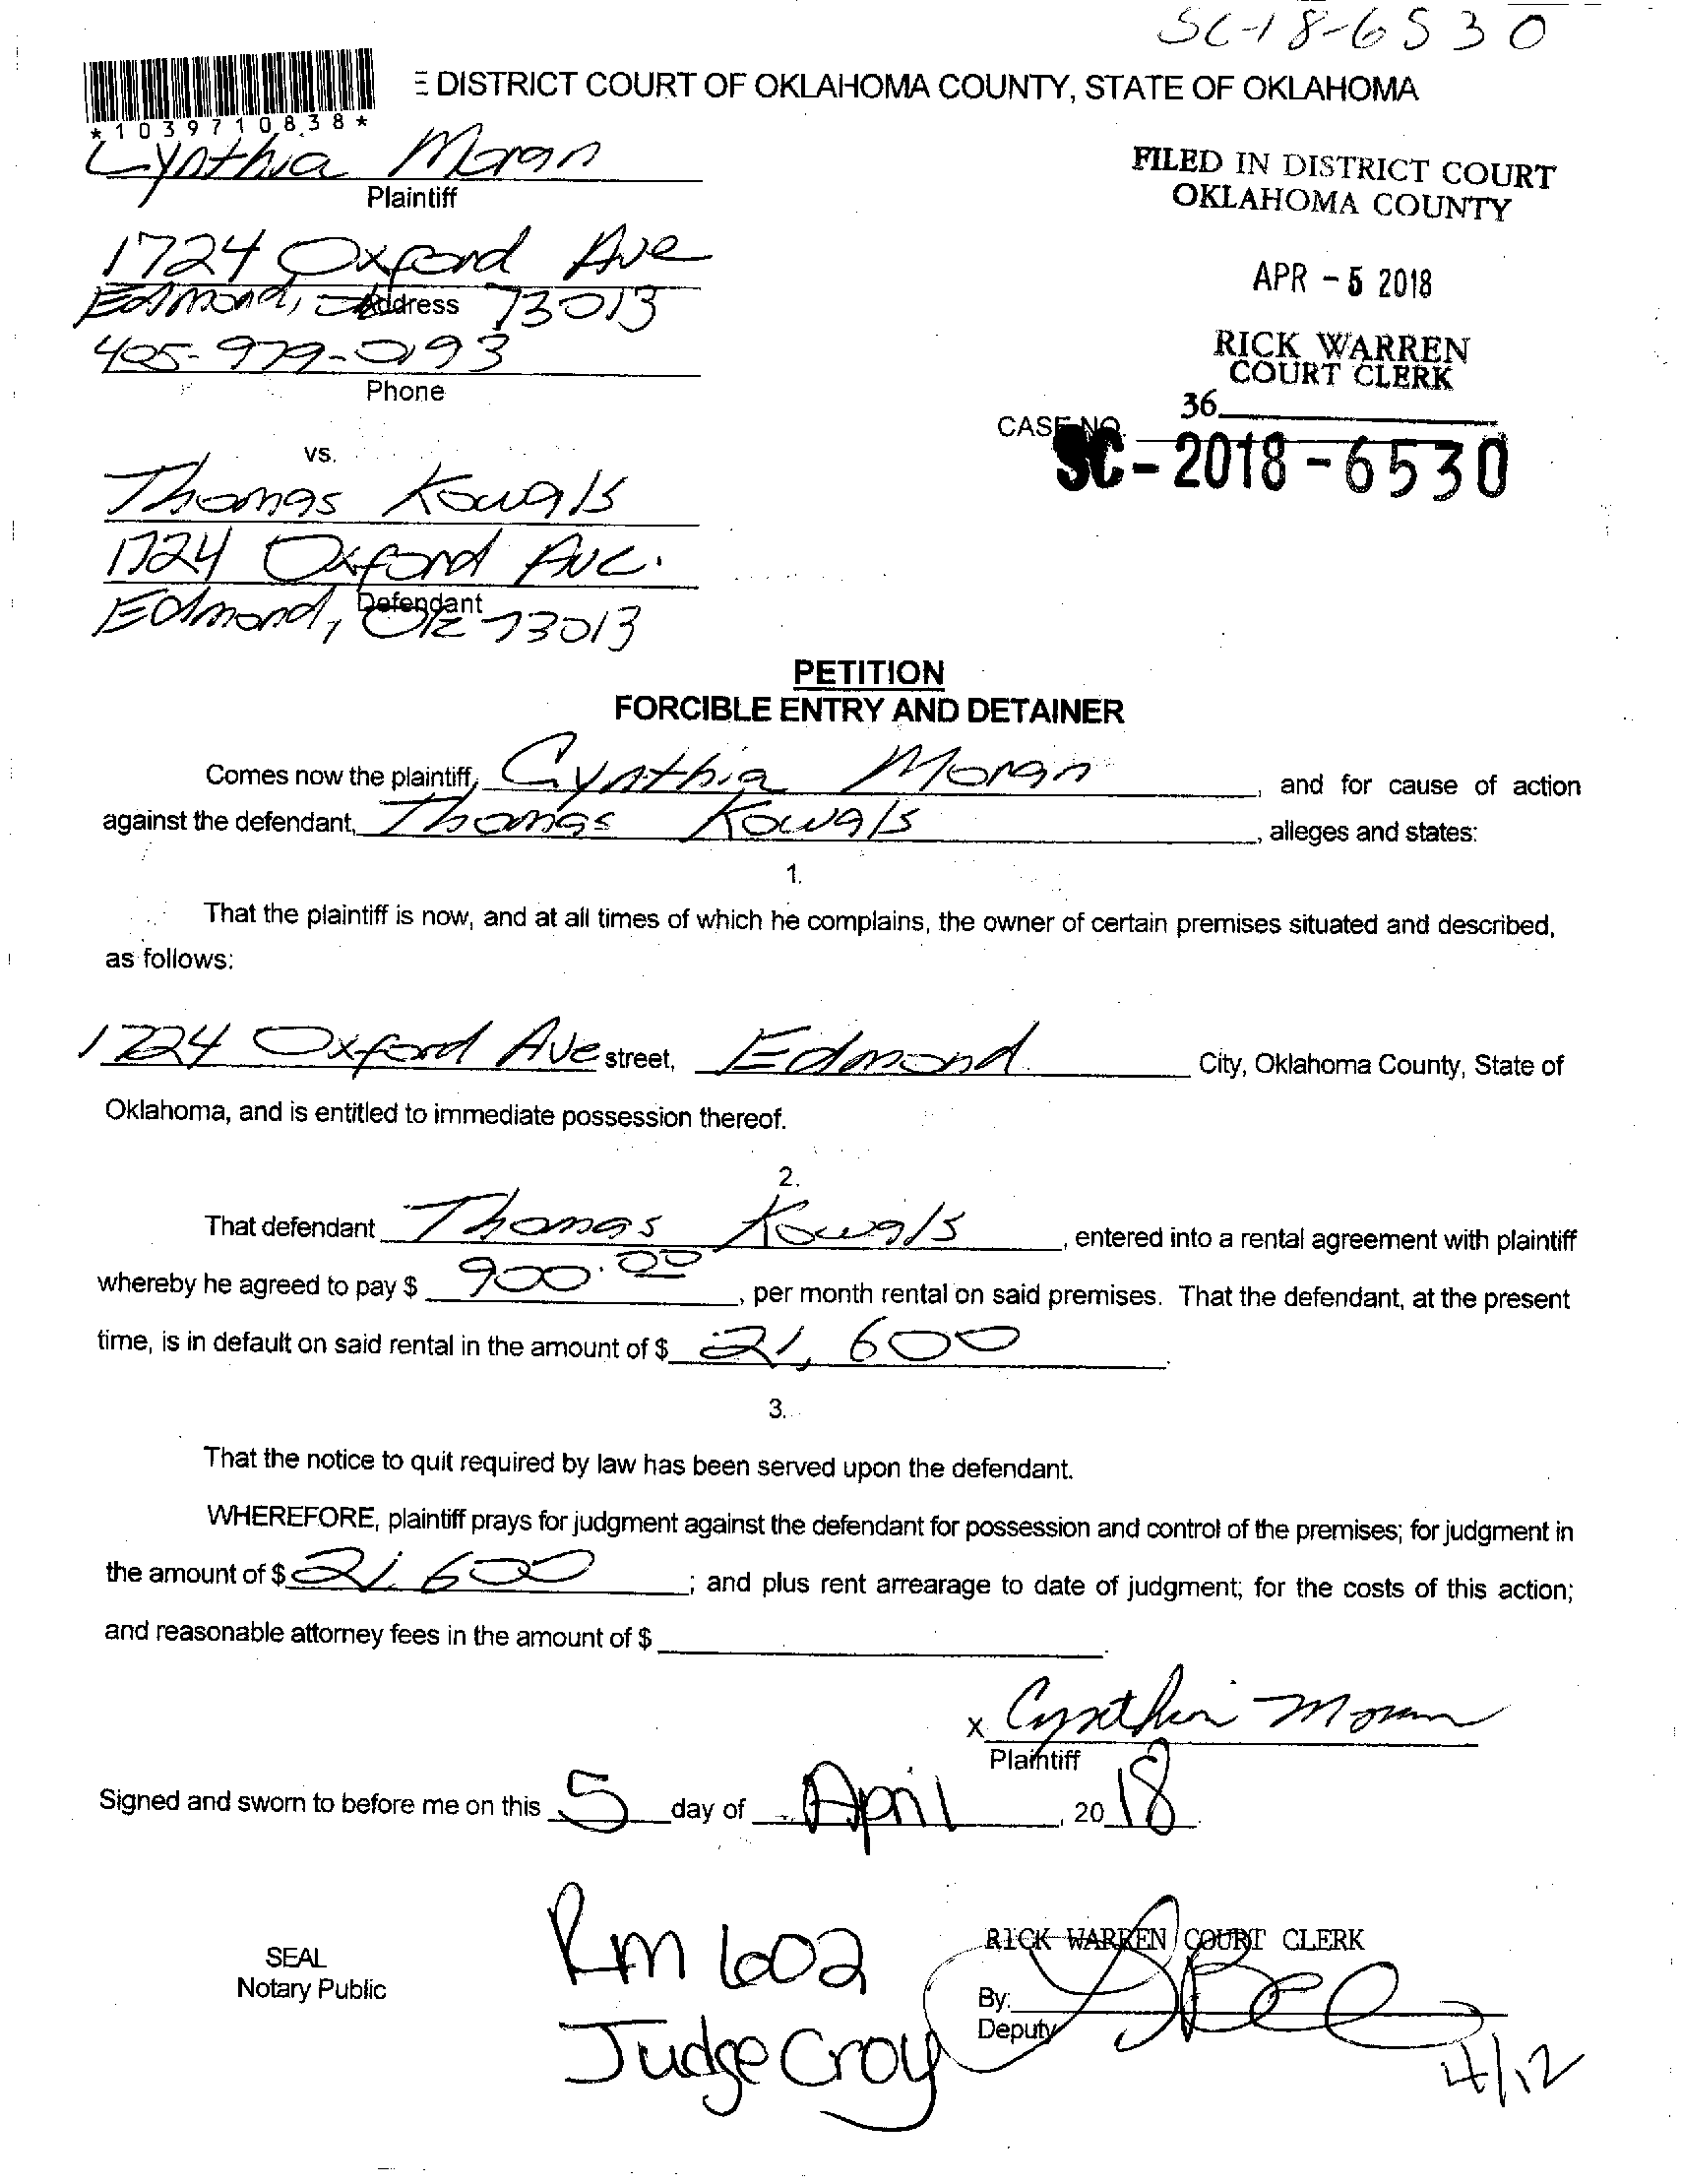 SC-18-6530
E DISTRICT COURT OF OKLAHOMA COUNTY, STATE OF OKLAHOMA
*1039710838*
Cynthia Moran
Plaintiff
1724 Oxford Ave
Edmond, Address 73013
405-979-0193
Phone
FILED IN DISTRICT COURT
OKLAHOMA COUNTY
APR - 5 2018
RICK WARREN
COURT CLERK
36
CASE NO.
SC-2018-6530
vs.
Thomas Kowals
1724 Oxford Ave.
Defendant
Edmond, OK 73013
PETITION
FORCIBLE ENTRY AND DETAINER
Comes now the plaintiff, Cynthia Moran, and for cause of action
against the defendant, Thomas Kowals, alleges and states:
1.
That the plaintiff is now, and at all times of which he complains, the owner of certain premises situated and described,
as follows:
1724 Oxford Ave street, Edmond City, Oklahoma County, State of
Oklahoma, and is entitled to immediate possession thereof.
2.
That defendant Thomas Kowals, entered into a rental agreement with plaintiff
whereby he agreed to pay $ 900.00, per month rental on said premises. That the defendant, at the present
time, is in default on said rental in the amount of $ 21,600.
3.
That the notice to quit required by law has been served upon the defendant.
WHEREFORE, plaintiff prays for judgment against the defendant for possession and control of the premises; for judgment in
the amount of $ 21,600; and plus rent arrearage to date of judgment; for the costs of this action;
and reasonable attorney fees in the amount of $
x Cynthia Moran
Plaintiff
Signed and sworn to before me on this 5 day of April, 20 18.
SEAL
Notary Public
Rm 602
Judge Croy
RICK WARREN COURT CLERK
By:
Deputy
4/12